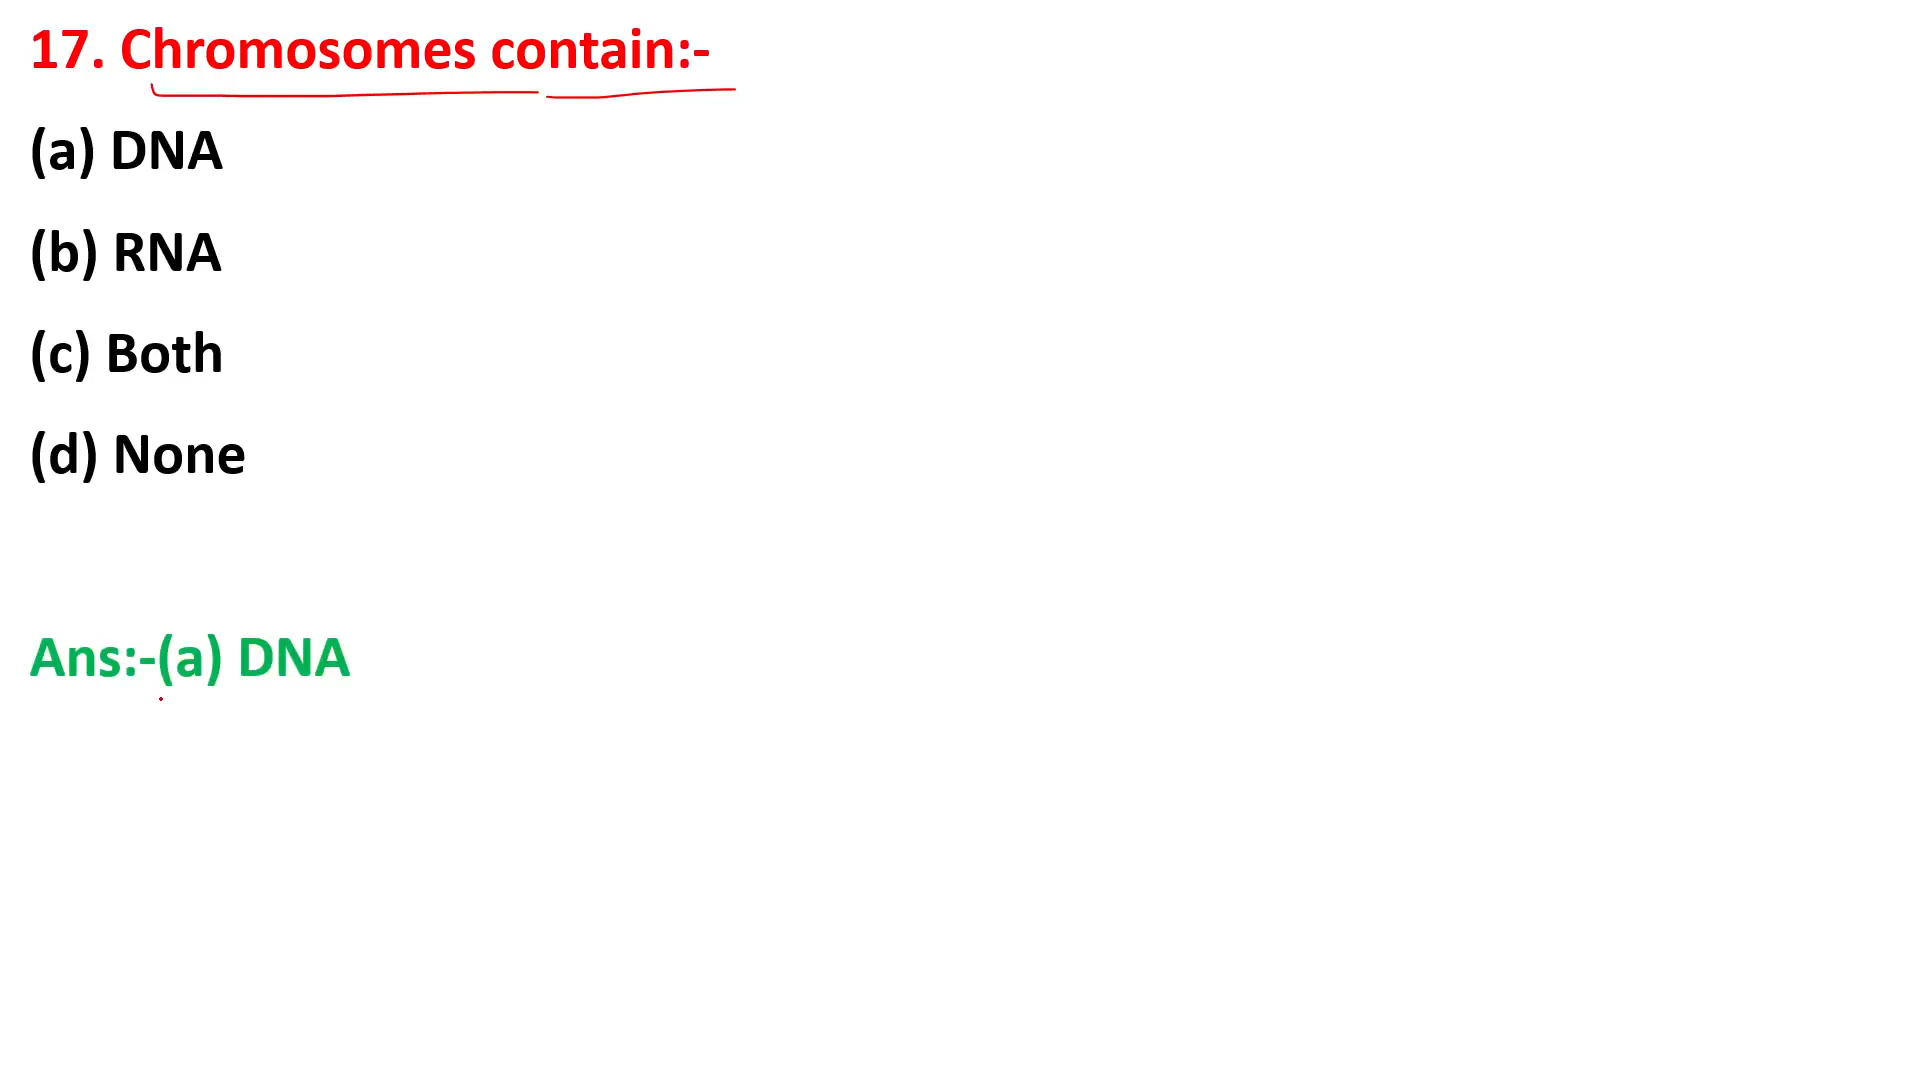 17. Chromosomes contain:-
(a) DNA
(b) RNA
(c) Both
(d) None
Ans:-(a) DNA